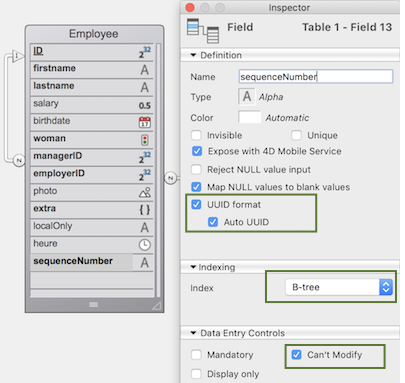 Employee
ID 2^32
firstname A
lastname A
salary 0.5
birthdate 17
woman
managerID 2^32
employerID 2^32
photo
extra { }
localOnly A
heure
sequenceNumber A
1
N
N
Inspector
Field Table 1 - Field 13
Definition
Name sequenceNumber
Type A Alpha
Color Automatic
Invisible Unique
Expose with 4D Mobile Service
Reject NULL value input
Map NULL values to blank values
UUID format
Auto UUID
Indexing
Index B-tree
Data Entry Controls
Mandatory Can't Modify
Display only